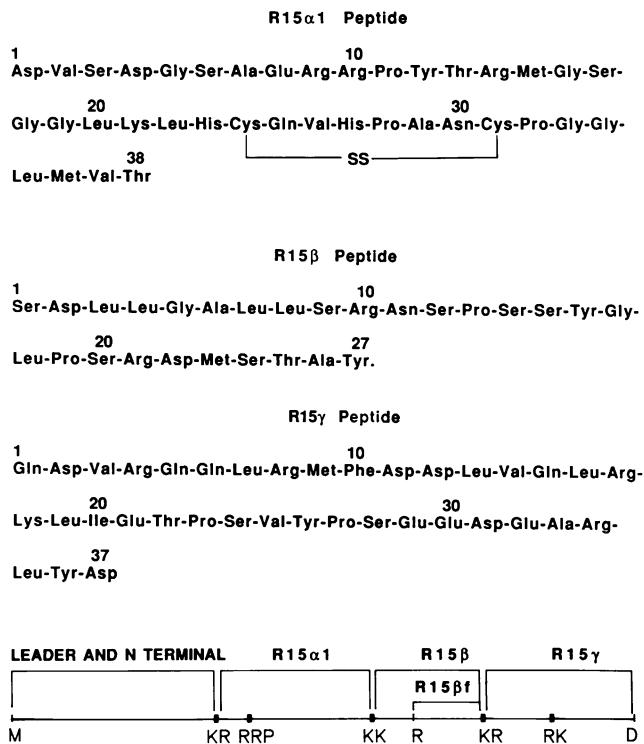 R15α1 Peptide
1 10
Asp-Val-Ser-Asp-Gly-Ser-Ala-Glu-Arg-Arg-Pro-Tyr-Thr-Arg-Met-Gly-Ser-
20 30
Gly-Gly-Leu-Lys-Leu-His-Cys-Gln-Val-His-Pro-Ala-Asn-Cys-Pro-Gly-Gly-
SS
38
Leu-Met-Val-Thr
R15β Peptide
1 10
Ser-Asp-Leu-Leu-Gly-Ala-Leu-Leu-Ser-Arg-Asn-Ser-Pro-Ser-Ser-Tyr-Gly-
20 27
Leu-Pro-Ser-Arg-Asp-Met-Ser-Thr-Ala-Tyr.
R15γ Peptide
1 10
Gln-Asp-Val-Arg-Gln-Gln-Leu-Arg-Met-Phe-Asp-Asp-Leu-Val-Gln-Leu-Arg-
20 30
Lys-Leu-Ile-Glu-Thr-Pro-Ser-Val-Tyr-Pro-Ser-Glu-Glu-Asp-Glu-Ala-Arg-
37
Leu-Tyr-Asp
LEADER AND N TERMINAL R15α1 R15β R15γ
R15βf
M KR RRP KK R KR RK D